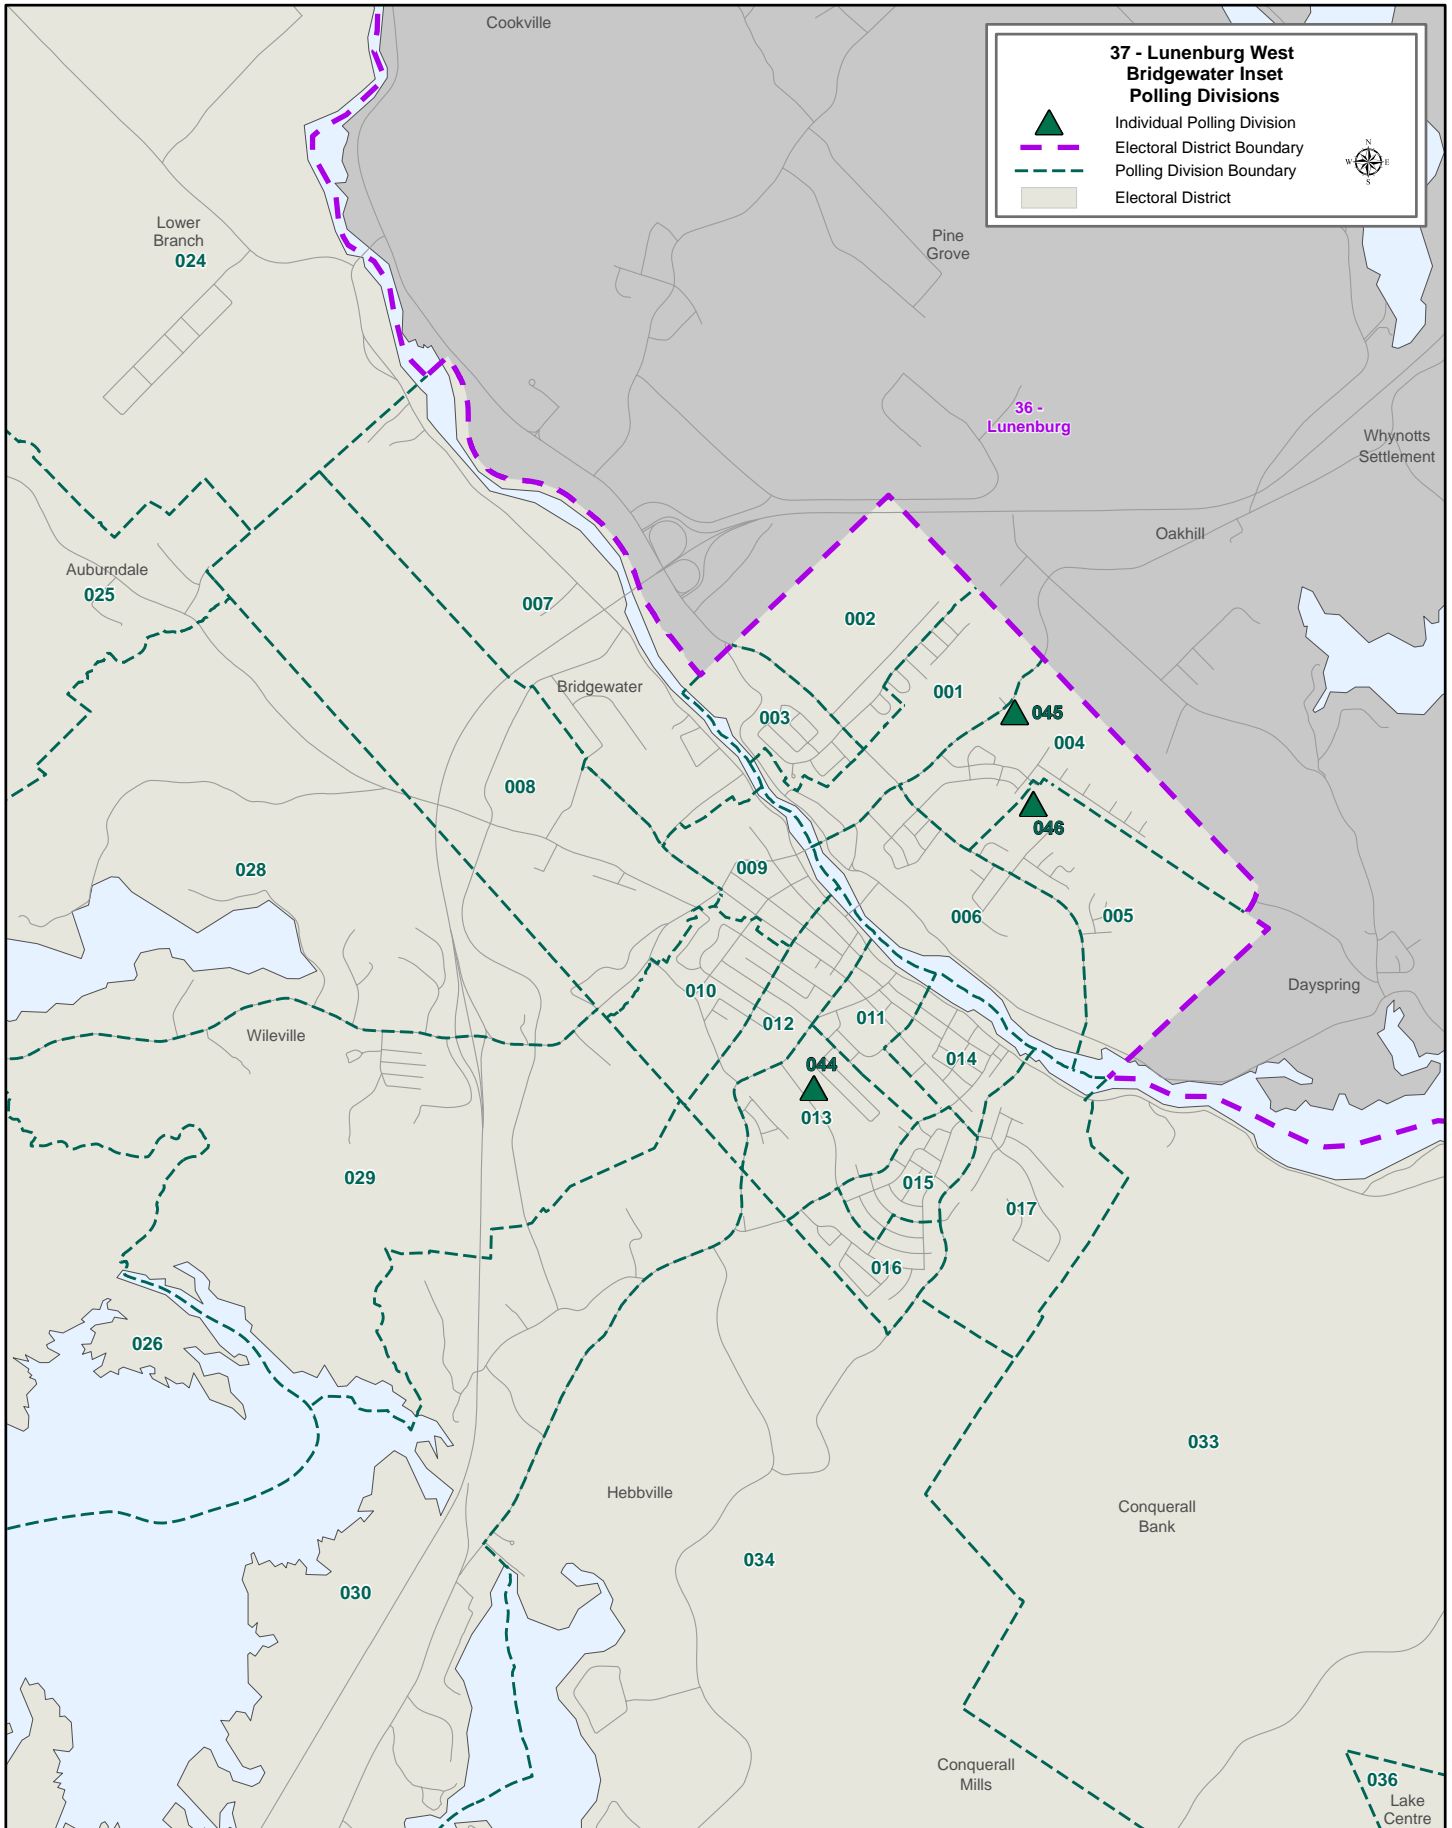 Cookville
37 - Lunenburg West
Bridgewater Inset
Polling Divisions
Individual Polling Division
Electoral District Boundary
Polling Division Boundary
Electoral District
N
W
E
S
Lower
Branch
024
Pine
Grove
36 -
Lunenburg
Whynotts
Settlement
Oakhill
Auburndale
025
007
002
Bridgewater
001
003
045
004
008
046
028
009
006
005
Dayspring
010
012
011
Wileville
014
044
013
029
015
017
016
026
033
Hebbville
Conquerall
Bank
034
030
Conquerall
Mills
036
Lake
Centre